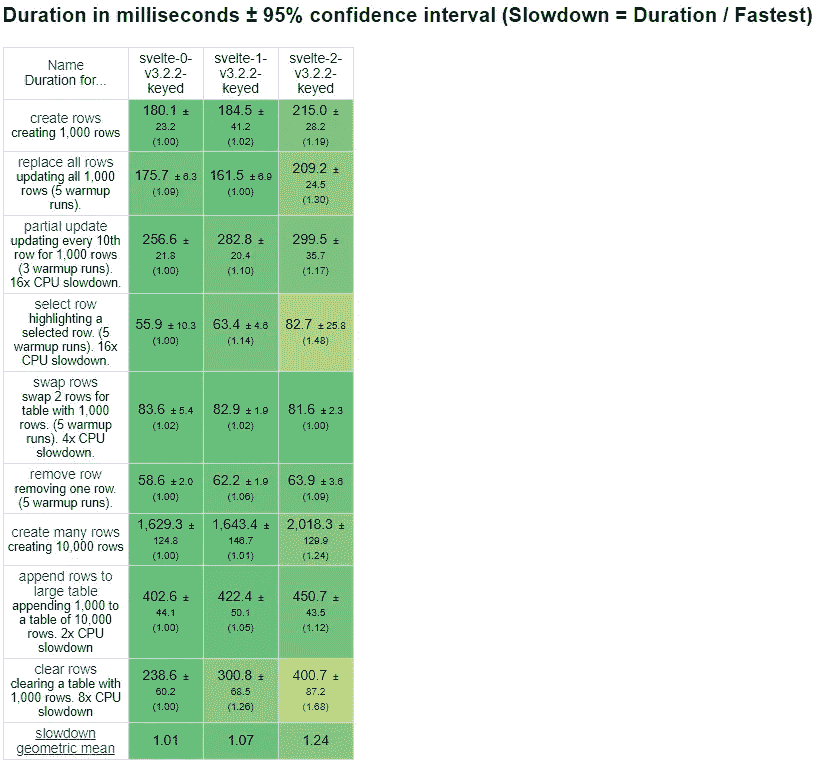 Duration in milliseconds ± 95% confidence interval (Slowdown = Duration / Fastest)
Name
Duration for...
svelte-0-
v3.2.2-
keyed
svelte-1-
v3.2.2-
keyed
svelte-2-
v3.2.2-
keyed
create rows
creating 1,000 rows
180.1 ±
23.2
(1.00)
184.5 ±
41.2
(1.02)
215.0 ±
28.2
(1.19)
replace all rows
updating all 1,000
rows (5 warmup
runs).
175.7 ± 6.3
(1.09)
161.5 ± 6.9
(1.00)
209.2 ±
24.5
(1.30)
partial update
updating every 10th
row for 1,000 rows
(3 warmup runs).
16x CPU slowdown.
256.6 ±
21.8
(1.00)
282.8 ±
20.4
(1.10)
299.5 ±
35.7
(1.17)
select row
highlighting a
selected row. (5
warmup runs). 16x
CPU slowdown.
55.9 ± 10.3
(1.00)
63.4 ± 4.6
(1.14)
82.7 ± 25.8
(1.48)
swap rows
swap 2 rows for
table with 1,000
rows. (5 warmup
runs). 4x CPU
slowdown.
83.6 ± 5.4
(1.02)
82.9 ± 1.9
(1.02)
81.6 ± 2.3
(1.00)
remove row
removing one row.
(5 warmup runs).
58.6 ± 2.0
(1.00)
62.2 ± 1.9
(1.06)
63.9 ± 3.6
(1.09)
create many rows
creating 10,000 rows
1,629.3 ±
124.8
(1.00)
1,643.4 ±
146.7
(1.01)
2,018.3 ±
129.9
(1.24)
append rows to
large table
appending 1,000 to
a table of 10,000
rows. 2x CPU
slowdown
402.6 ±
44.1
(1.00)
422.4 ±
50.1
(1.05)
450.7 ±
43.5
(1.12)
clear rows
clearing a table with
1,000 rows. 8x CPU
slowdown
238.6 ±
60.2
(1.00)
300.8 ±
68.5
(1.26)
400.7 ±
87.2
(1.68)
slowdown
geometric mean
1.01
1.07
1.24